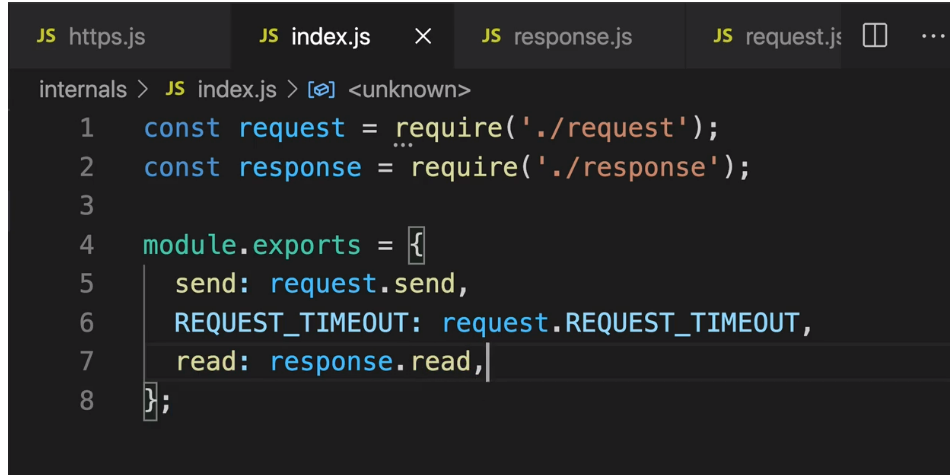 JS https.js JS index.js × JS response.js JS request.js ...
internals > JS index.js > <unknown>
1 const request = require('./request');
2 const response = require('./response');
3
4 module.exports = {
5   send: request.send,
6   REQUEST_TIMEOUT: request.REQUEST_TIMEOUT,
7   read: response.read,
8 };